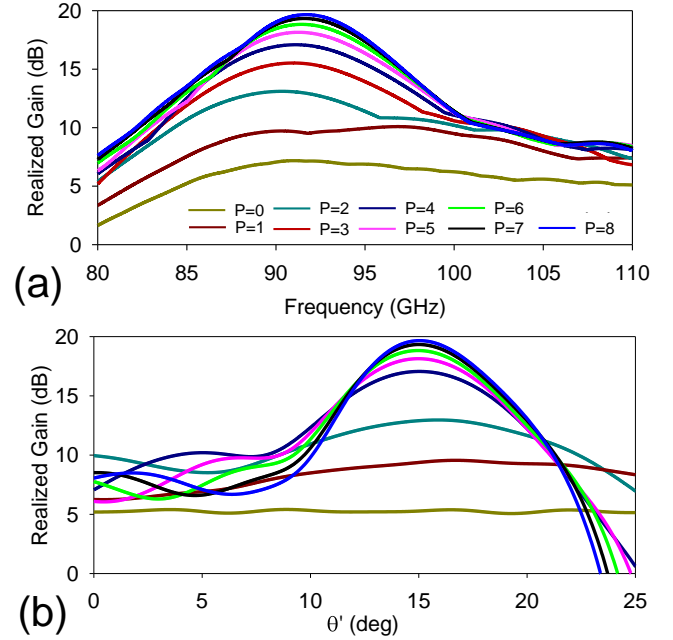 20
15
10
5
0
Realized Gain (dB)
P=0 P=2 P=4 P=6
P=1 P=3 P=5 P=7 P=8
80 85 90 95 100 105 110
(a)
Frequency (GHz)
20
15
10
5
0
Realized Gain (dB)
0 5 10 15 20 25
(b)
θ' (deg)